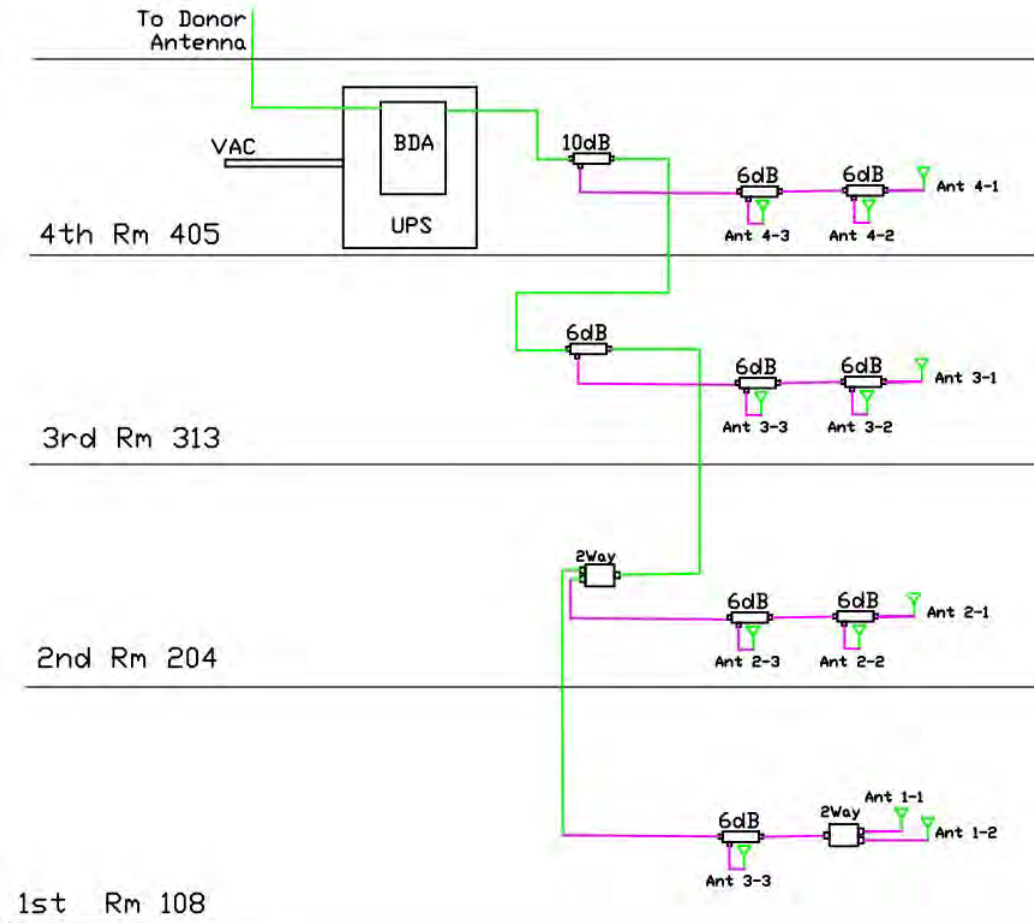 To Donor
Antenna
VAC
BDA
UPS
10dB
6dB
6dB
Ant 4-1
Ant 4-3
Ant 4-2
4th Rm 405
6dB
6dB
6dB
Ant 3-1
Ant 3-3
Ant 3-2
3rd Rm 313
2Way
6dB
6dB
Ant 2-1
Ant 2-3
Ant 2-2
2nd Rm 204
6dB
2Way
Ant 1-1
Ant 1-2
Ant 3-3
1st Rm 108